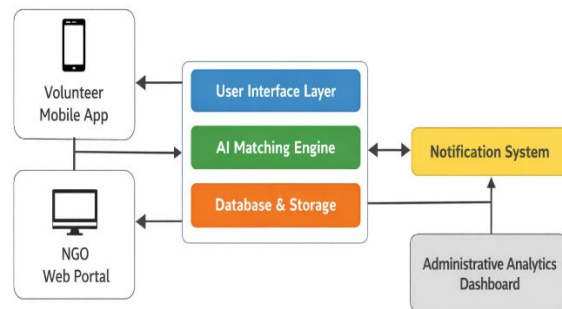 Volunteer
Mobile App
User Interface Layer
AI Matching Engine
Notification System
Database & Storage
NGO
Web Portal
Administrative Analytics
Dashboard